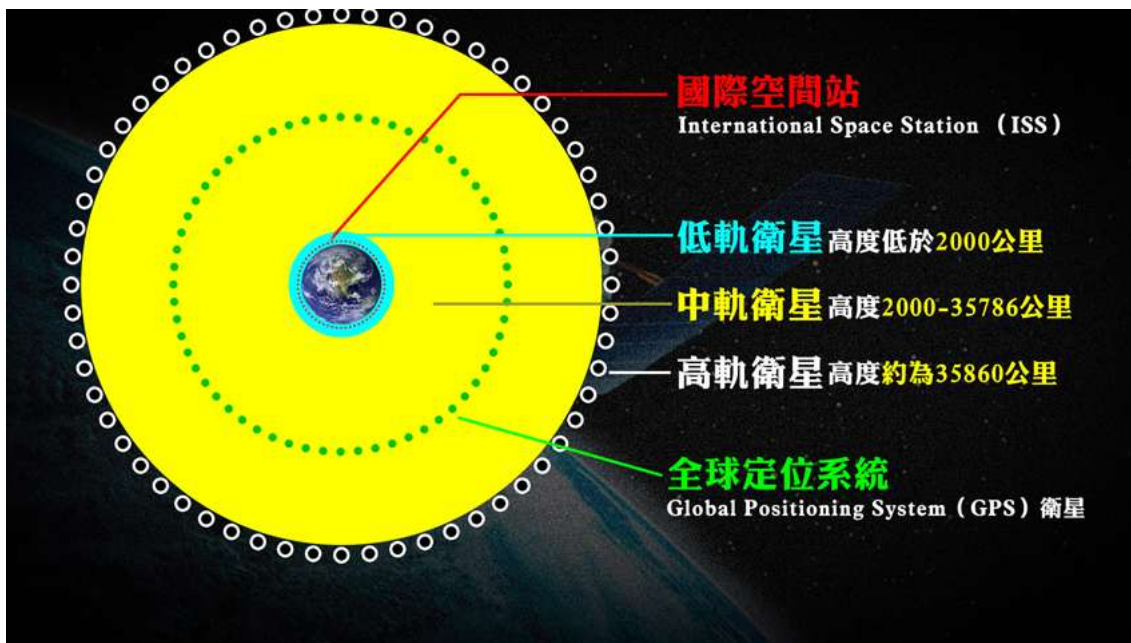 國際空間站
International Space Station （ISS）
低軌衛星 高度低於2000公里
中軌衛星 高度2000-35786公里
高軌衛星 高度約為35860公里
全球定位系統
Global Positioning System（GPS）衛星